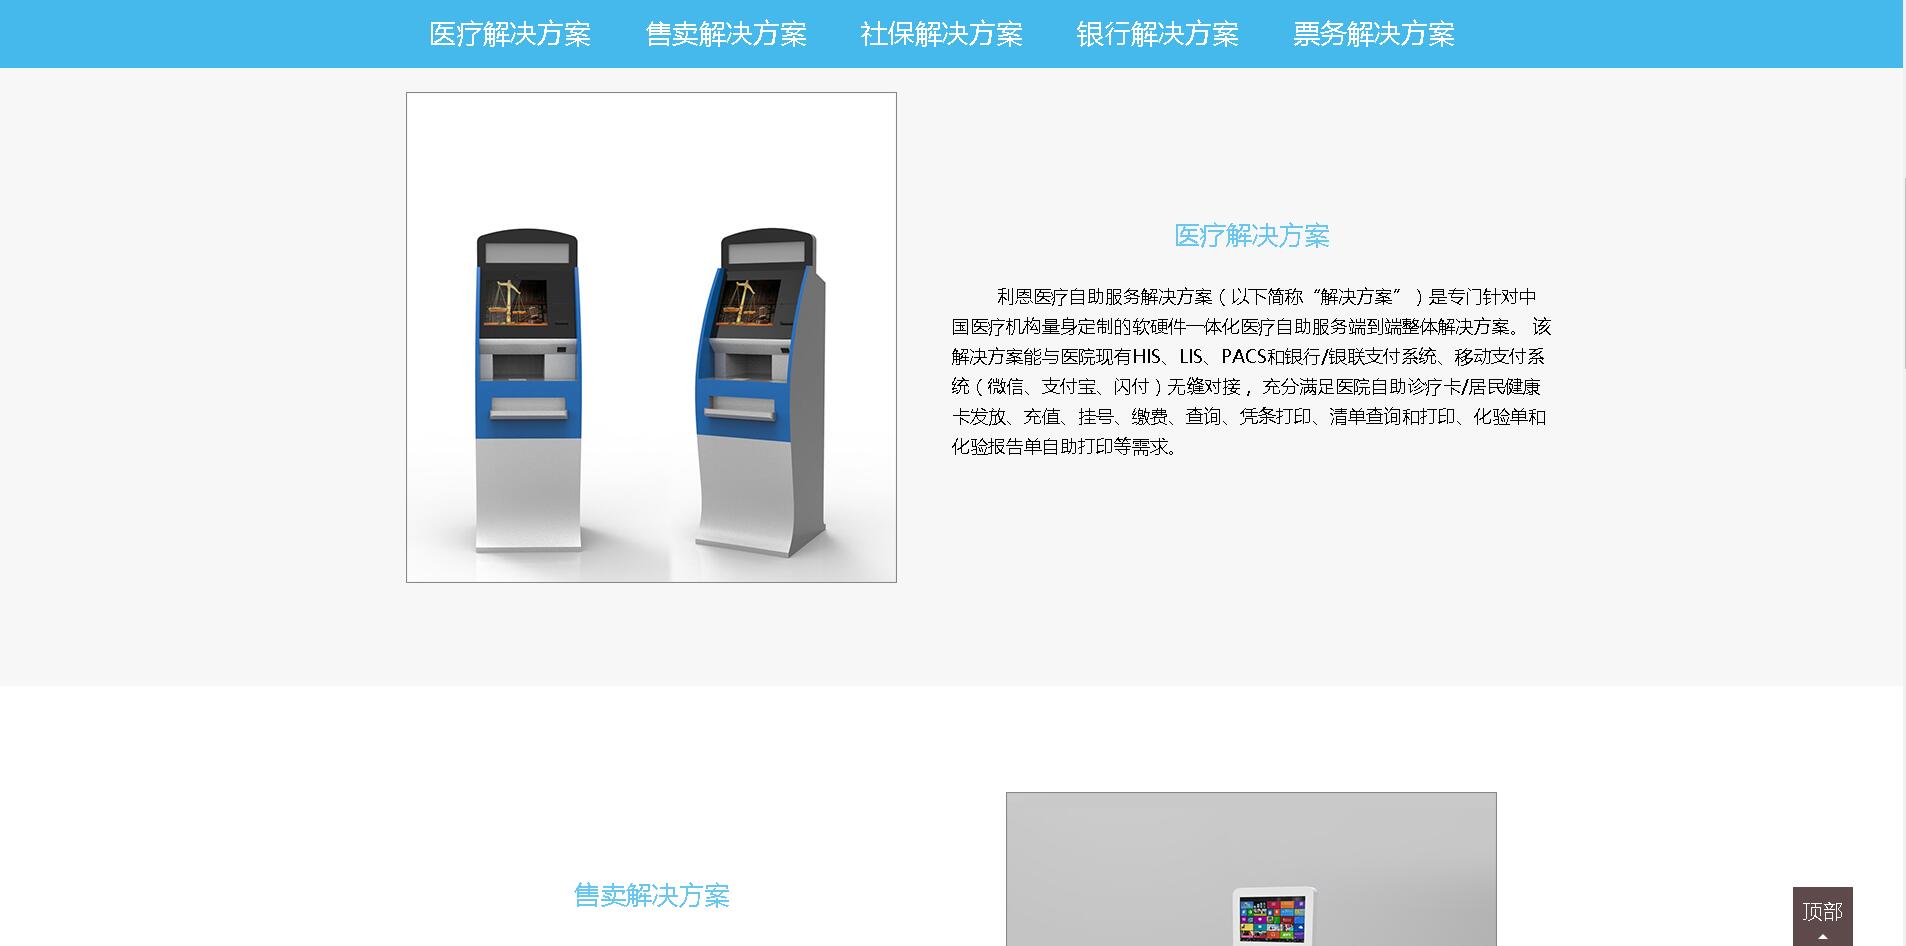 医疗解决方案 售卖解决方案 社保解决方案 银行解决方案 票务解决方案
医疗解决方案
利恩医疗自助服务解决方案（以下简称“解决方案”）是专门针对中
国医疗机构量身定制的软硬件一体化医疗自助服务端到端整体解决方案。 该
解决方案能与医院现有HIS、LIS、PACS和银行/银联支付系统、移动支付系
统（微信、支付宝、闪付）无缝对接，充分满足医院自助诊疗卡/居民健康
卡发放、充值、挂号、缴费、查询、凭条打印、清单查询和打印、化验单和
化验报告单自助打印等需求。
售卖解决方案
顶部